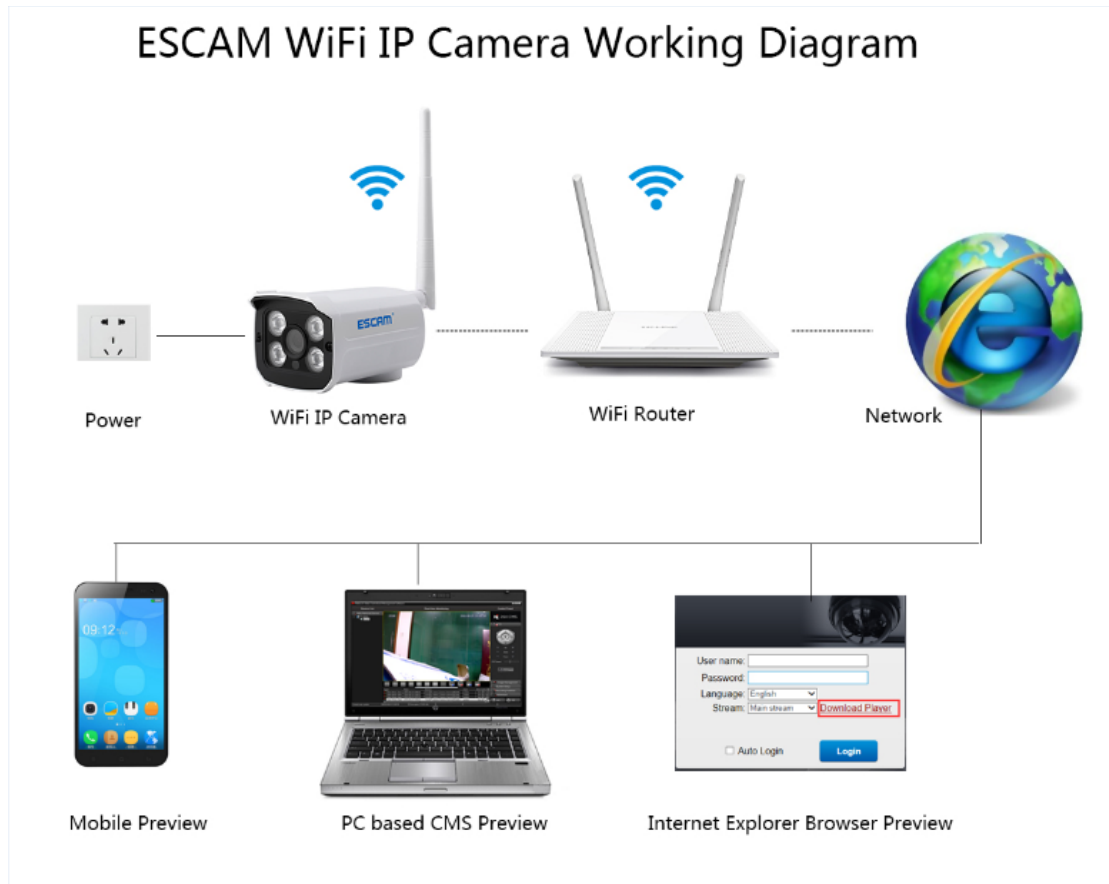 ESCAM WiFi IP Camera Working Diagram
ESCAM
Power
WiFi IP Camera
WiFi Router
Network
09:12
User name:
Password:
Language: English
Stream: Main stream Download Player
Auto Login Login
Mobile Preview
PC based CMS Preview
Internet Explorer Browser Preview